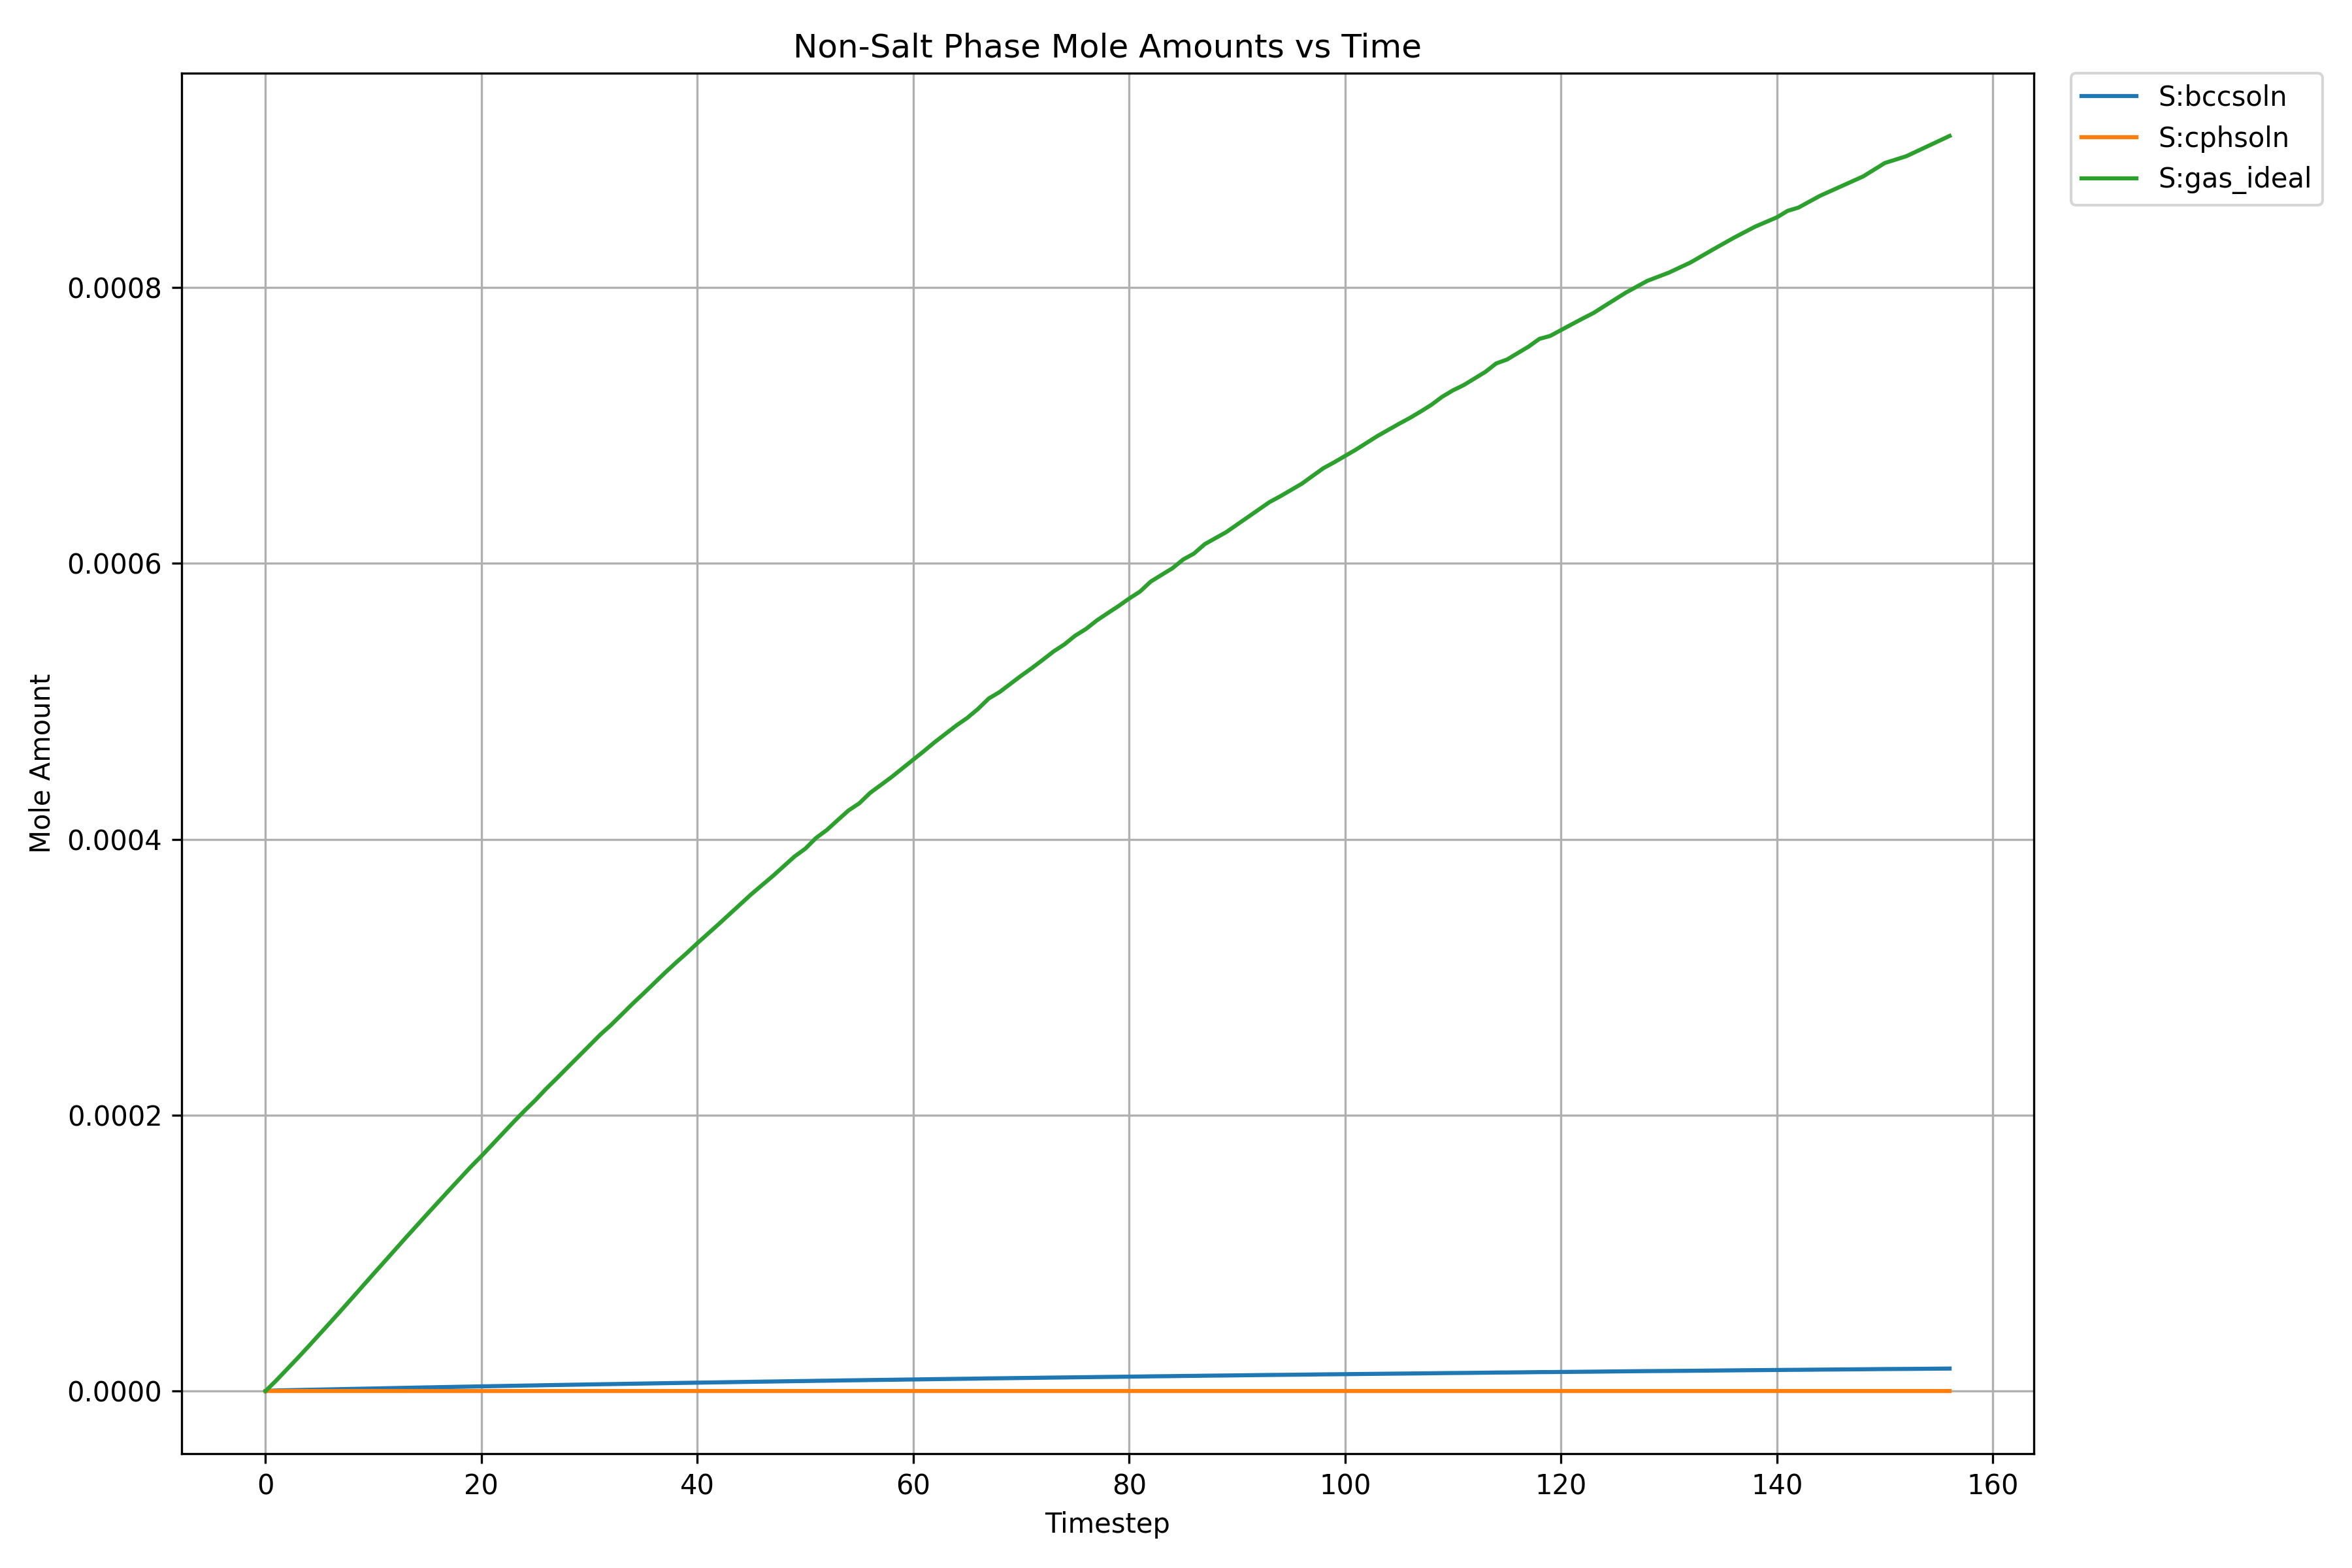 Non-Salt Phase Mole Amounts vs Time
S:bccsoln
S:cphsoln
S:gas_ideal
Mole Amount
0.0008
0.0006
0.0004
0.0002
0.0000
0 20 40 60 80 100 120 140 160
Timestep